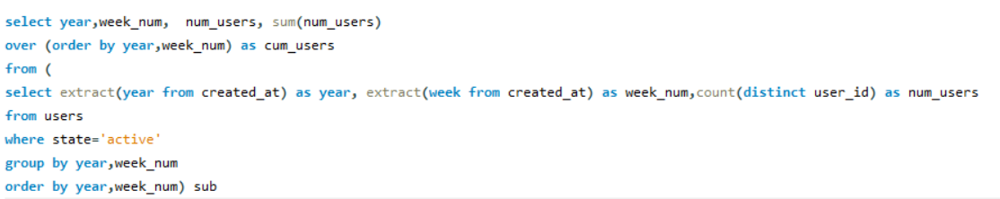 select year,week_num,  num_users, sum(num_users)
over (order by year,week_num) as cum_users
from (
select extract(year from created_at) as year, extract(week from created_at) as week_num,count(distinct user_id) as num_users
from users
where state='active'
group by year,week_num
order by year,week_num) sub